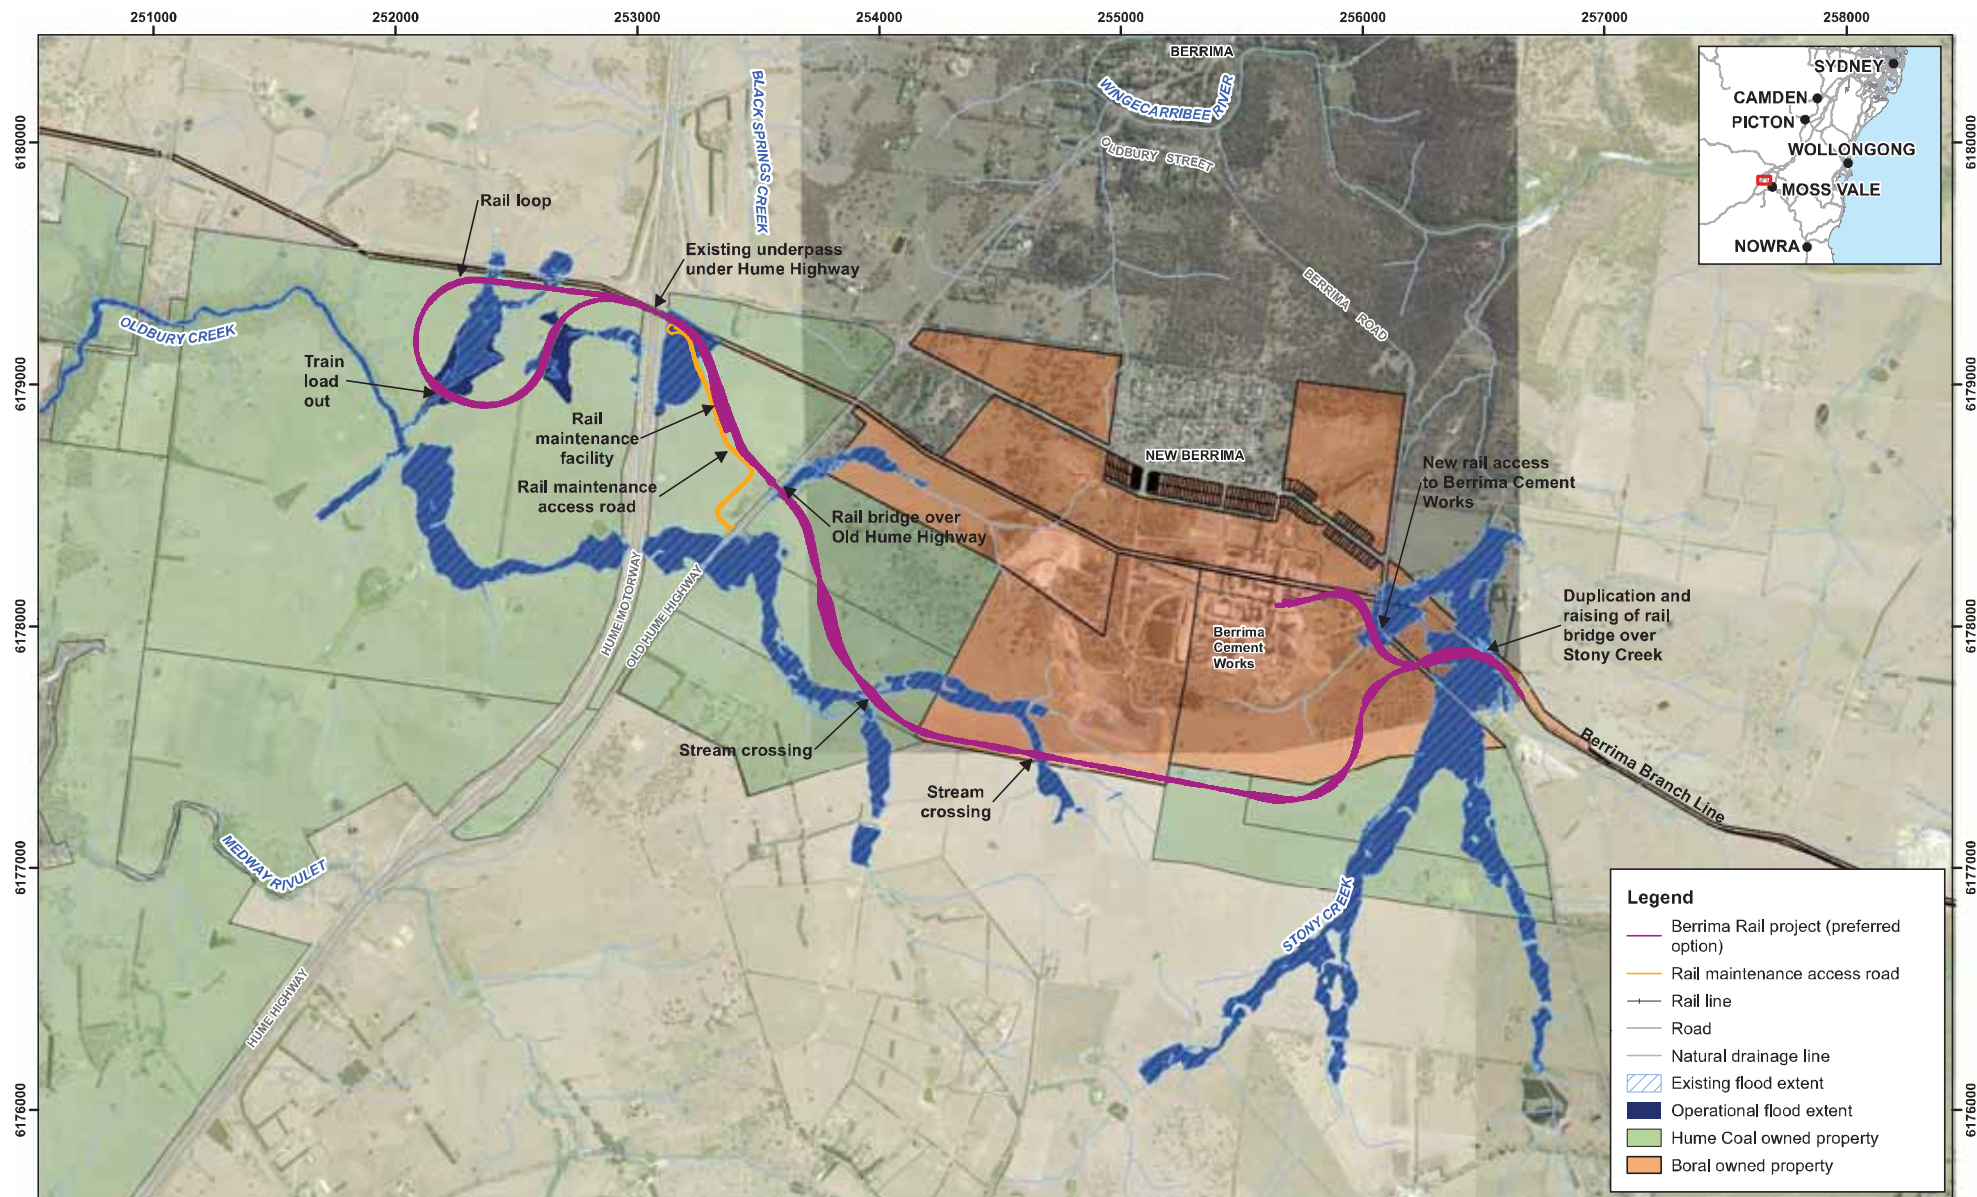 251000
252000
253000
254000
255000
256000
257000
258000
6180000
6179000
6178000
6177000
6176000
6180000
6179000
6178000
6177000
6176000
BERRIMA
WINGECARRIBEE RIVER
OLDBURY STREET
BLACK SPRINGS CREEK
BERRIMA ROAD
SYDNEY
CAMDEN
PICTON
WOLLONGONG
MOSS VALE
NOWRA
Rail loop
Existing underpass
under Hume Highway
OLDBURY CREEK
Train
load
out
Rail
maintenance
facility
Rail maintenance
access road
Rail bridge over
Old Hume Highway
NEW BERRIMA
New rail access
to Berrima Cement
Works
Duplication and
raising of rail
bridge over
Stony Creek
HUME MOTORWAY
OLD HUME HIGHWAY
Berrima
Cement
Works
Stream crossing
Stream
crossing
Berrima Branch Line
MEDWAY RIVULET
STONY CREEK
HUME HIGHWAY
Legend
Berrima Rail project (preferred
option)
Rail maintenance access road
Rail line
Road
Natural drainage line
Existing flood extent
Operational flood extent
Hume Coal owned property
Boral owned property